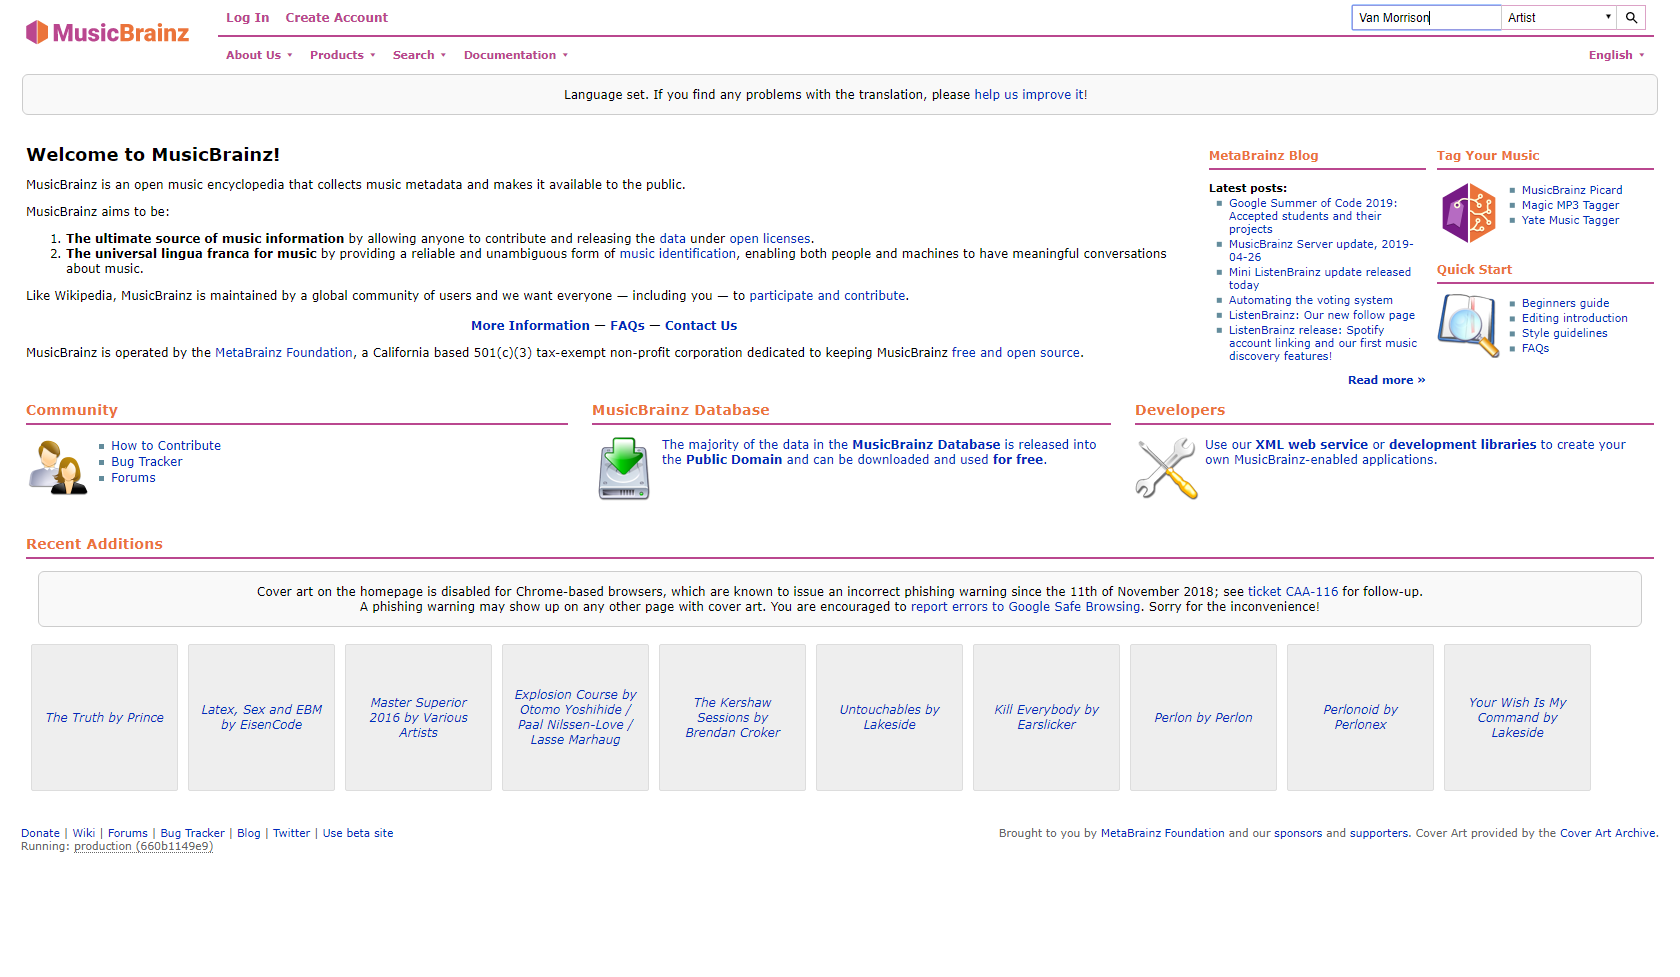 MusicBrainz
Log In Create Account
Van Morrison Artist
About Us Products Search Documentation English
Language set. If you find any problems with the translation, please help us improve it!
Welcome to MusicBrainz!
MusicBrainz is an open music encyclopedia that collects music metadata and makes it available to the public.
MusicBrainz aims to be:
1. The ultimate source of music information by allowing anyone to contribute and releasing the data under open licenses.
2. The universal lingua franca for music by providing a reliable and unambiguous form of music identification, enabling both people and machines to have meaningful conversations
about music.
Like Wikipedia, MusicBrainz is maintained by a global community of users and we want everyone — including you — to participate and contribute.
More Information — FAQs — Contact Us
MusicBrainz is operated by the MetaBrainz Foundation, a California based 501(c)(3) tax-exempt non-profit corporation dedicated to keeping MusicBrainz free and open source.
MetaBrainz Blog
Latest posts:
Google Summer of Code 2019:
Accepted students and their
projects
MusicBrainz Server update, 2019-
04-26
Mini ListenBrainz update released
today
Automating the voting system
ListenBrainz: Our new follow page
ListenBrainz release: Spotify
account linking and our first music
discovery features!
Read more »
Tag Your Music
MusicBrainz Picard
Magic MP3 Tagger
Yate Music Tagger
Quick Start
Beginners guide
Editing introduction
Style guidelines
FAQs
Community
How to Contribute
Bug Tracker
Forums
MusicBrainz Database
The majority of the data in the MusicBrainz Database is released into
the Public Domain and can be downloaded and used for free.
Developers
Use our XML web service or development libraries to create your
own MusicBrainz-enabled applications.
Recent Additions
Cover art on the homepage is disabled for Chrome-based browsers, which are known to issue an incorrect phishing warning since the 11th of November 2018; see ticket CAA-116 for follow-up.
A phishing warning may show up on any other page with cover art. You are encouraged to report errors to Google Safe Browsing. Sorry for the inconvenience!
The Truth by Prince
Latex, Sex and EBM
by EisenCode
Master Superior
2016 by Various
Artists
Explosion Course by
Otomo Yoshihide /
Paal Nilssen-Love /
Lasse Marhaug
The Kershaw
Sessions by
Brendan Croker
Untouchables by
Lakeside
Kill Everybody by
Earslicker
Perlon by Perlon
Perlonoid by
Perlonex
Your Wish Is My
Command by
Lakeside
Donate | Wiki | Forums | Bug Tracker | Blog | Twitter | Use beta site
Running: production (660b1149e9)
Brought to you by MetaBrainz Foundation and our sponsors and supporters. Cover Art provided by the Cover Art Archive.